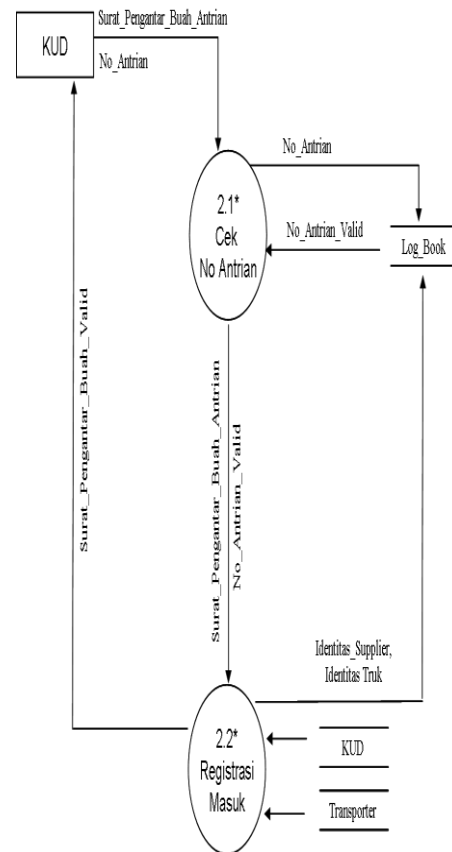 Surat_Pengantar_Buah_Antrian
KUD
No_Antrian
No_Antrian
2.1*
Cek
No Antrian
No_Antrian_Valid
Log_Book
Surat_Pengantar_Buah_Valid
Surat_Pengantar_Buah_Antrian
No_Antrian_Valid
Identitas_Supplier,
Identitas Truk
2.2*
Registrasi
Masuk
KUD
Transporter